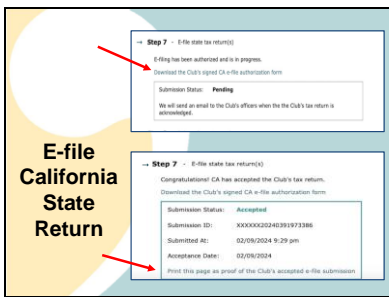 → Step 7 - E-file state tax return(s)
E-filing has been authorized and is in progress.
Download the Club's signed CA e-file authorization form
Submission Status: Pending
We will send an email to the Club's officers when the the Club's tax return is
acknowledged.
E-file
California
State
Return
→ Step 7 - E-file state tax return(s)
Congratulations! CA has accepted the Club's tax return.
Download the Club's signed CA e-file authorization form
Submission Status: Accepted
Submission ID: XXXXXX20240391973386
Submitted At: 02/09/2024 9:29 pm
Acceptance Date: 02/09/2024
Print this page as proof of the Club's accepted e-file submission